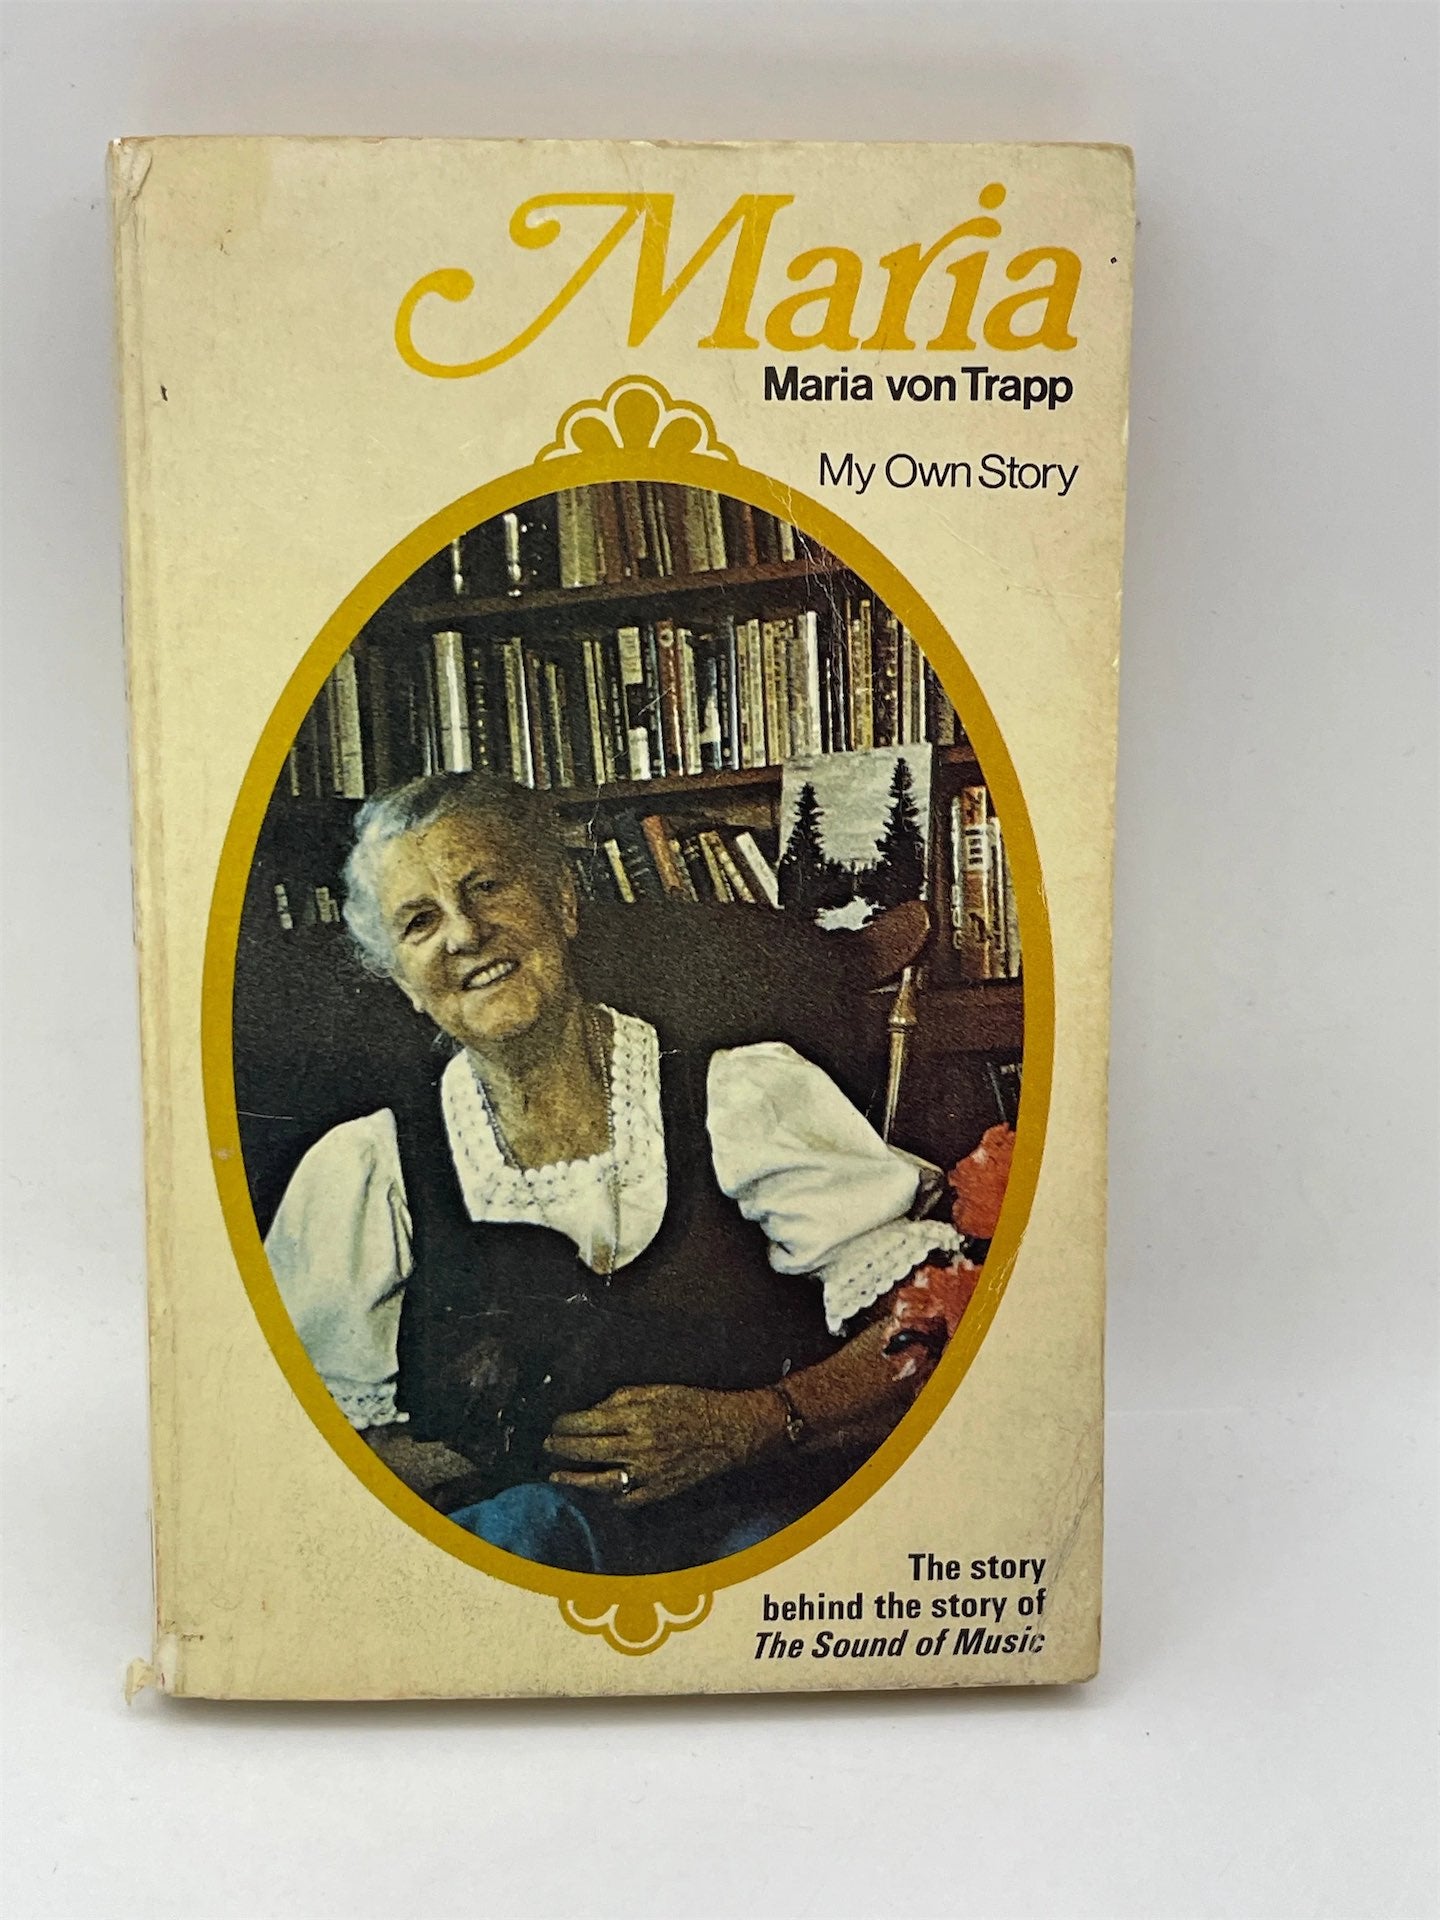 Maria
Maria von Trapp
My Own Story
The story
behind the story of
The Sound of Music